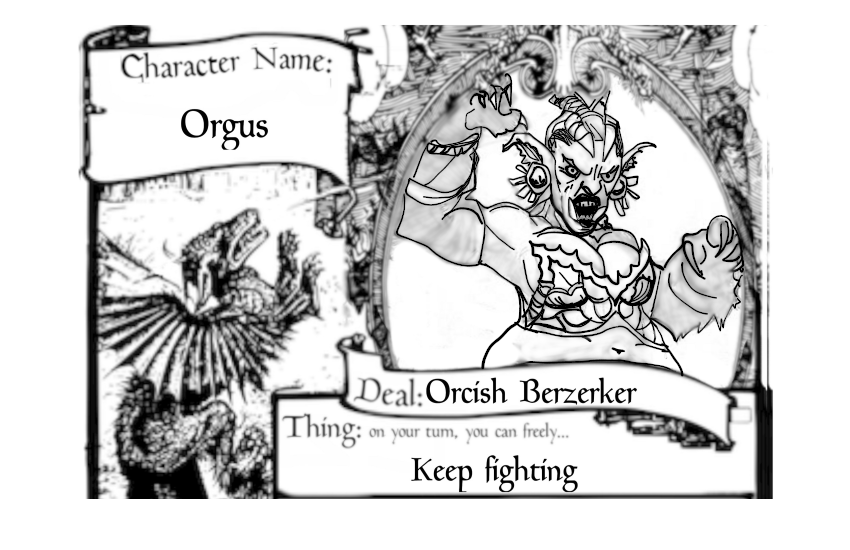 Character Name:
Orgus
Deal: Orcish Berzerker
Thing: on your turn, you can freely...
Keep fighting